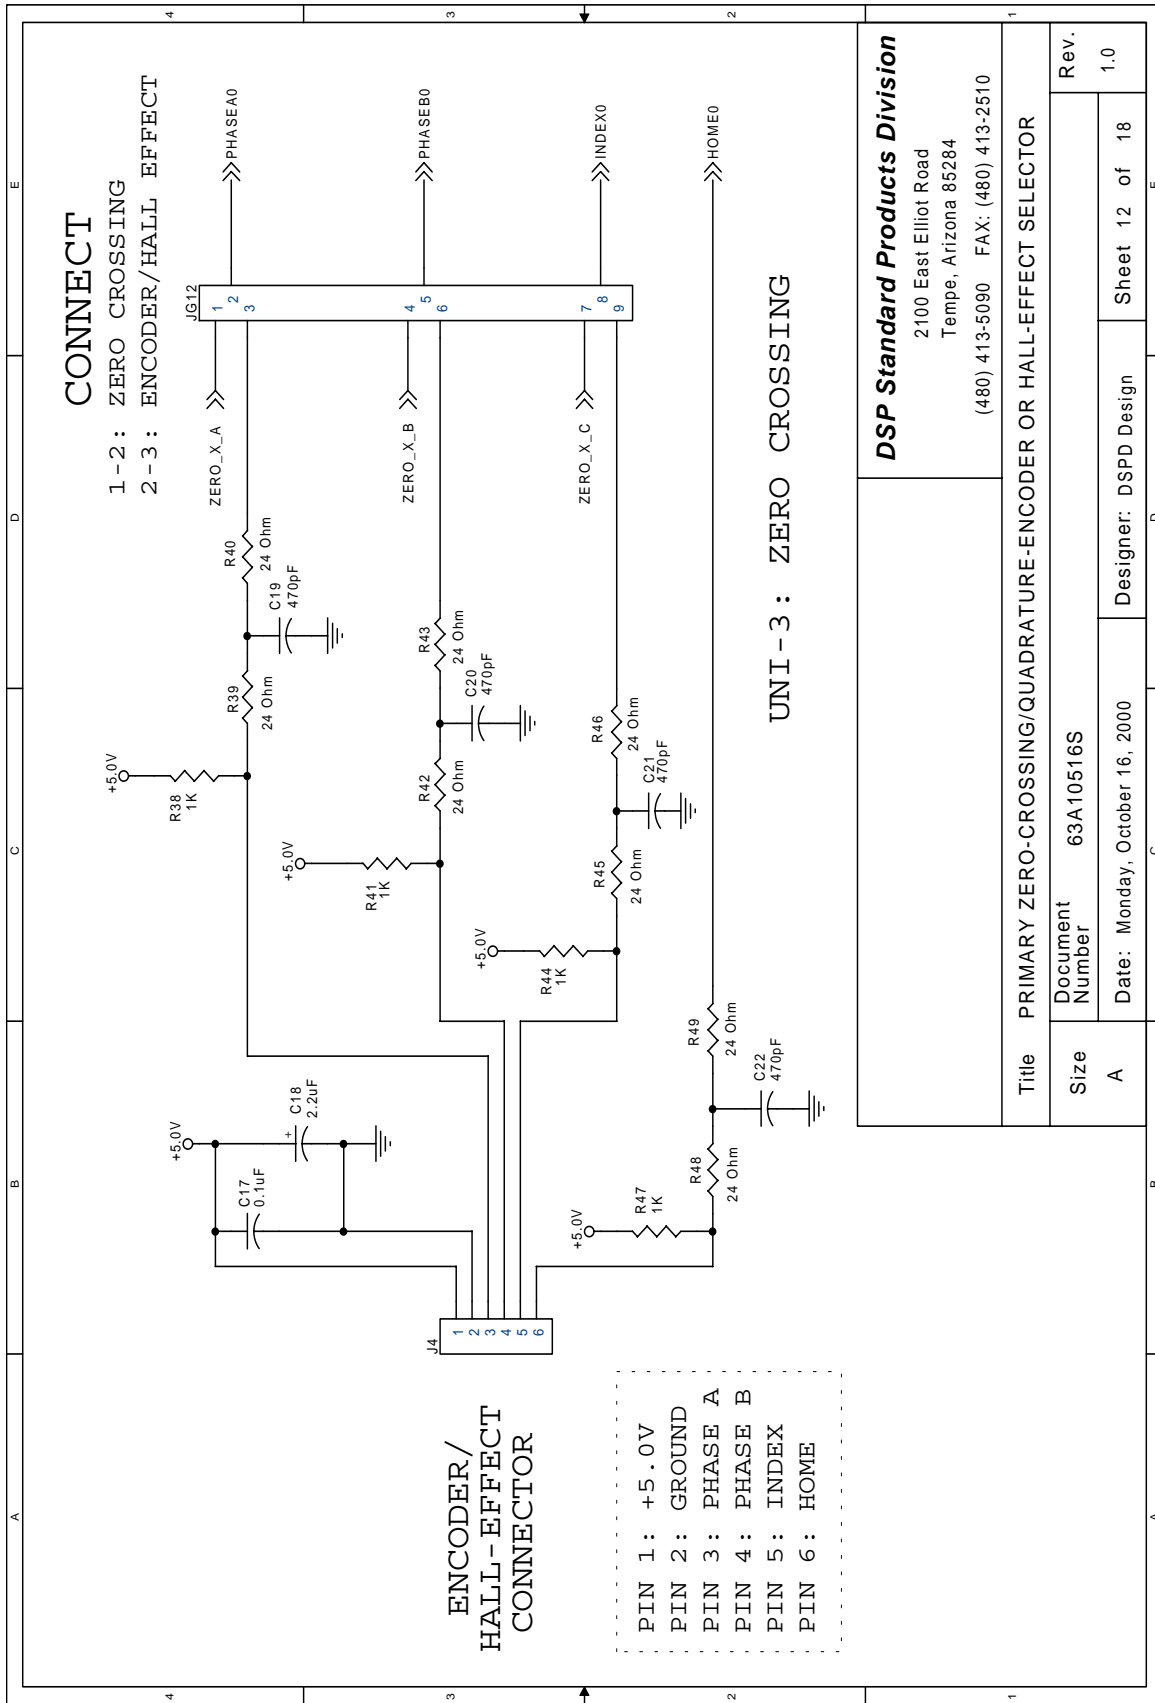 A
B
C
D
E
4
3
2
1
CONNECT
1-2: ZERO CROSSING
2-3: ENCODER/HALL EFFECT
ENCODER/
HALL-EFFECT
CONNECTOR
PIN 1: +5.0V
PIN 2: GROUND
PIN 3: PHASE A
PIN 4: PHASE B
PIN 5: INDEX
PIN 6: HOME
J4
1
2
3
4
5
6
+5.0V
C17
0.1uF
+
C18
2.2uF
+5.0V
R38
1K
R39
24 Ohm
C19
470pF
R40
24 Ohm
+5.0V
R41
1K
R42
24 Ohm
C20
470pF
R43
24 Ohm
+5.0V
R44
1K
R45
24 Ohm
C21
470pF
R46
24 Ohm
+5.0V
R47
1K
R48
24 Ohm
C22
470pF
R49
24 Ohm
ZERO_X_A
ZERO_X_B
ZERO_X_C
JG12
1
2
3
4
5
6
7
8
9
PHASEA0
PHASEB0
INDEX0
HOME0
UNI-3: ZERO CROSSING
DSP Standard Products Division
2100 East Elliot Road
Tempe, Arizona 85284
(480) 413-5090 FAX: (480) 413-2510
Title PRIMARY ZERO-CROSSING/QUADRATURE-ENCODER OR HALL-EFFECT SELECTOR
Size
A
Document
Number
63A10516S
Rev.
1.0
Date: Monday, October 16, 2000
Designer: DSPD Design
Sheet 12 of 18
4
3
2
1
A
B
C
D
E